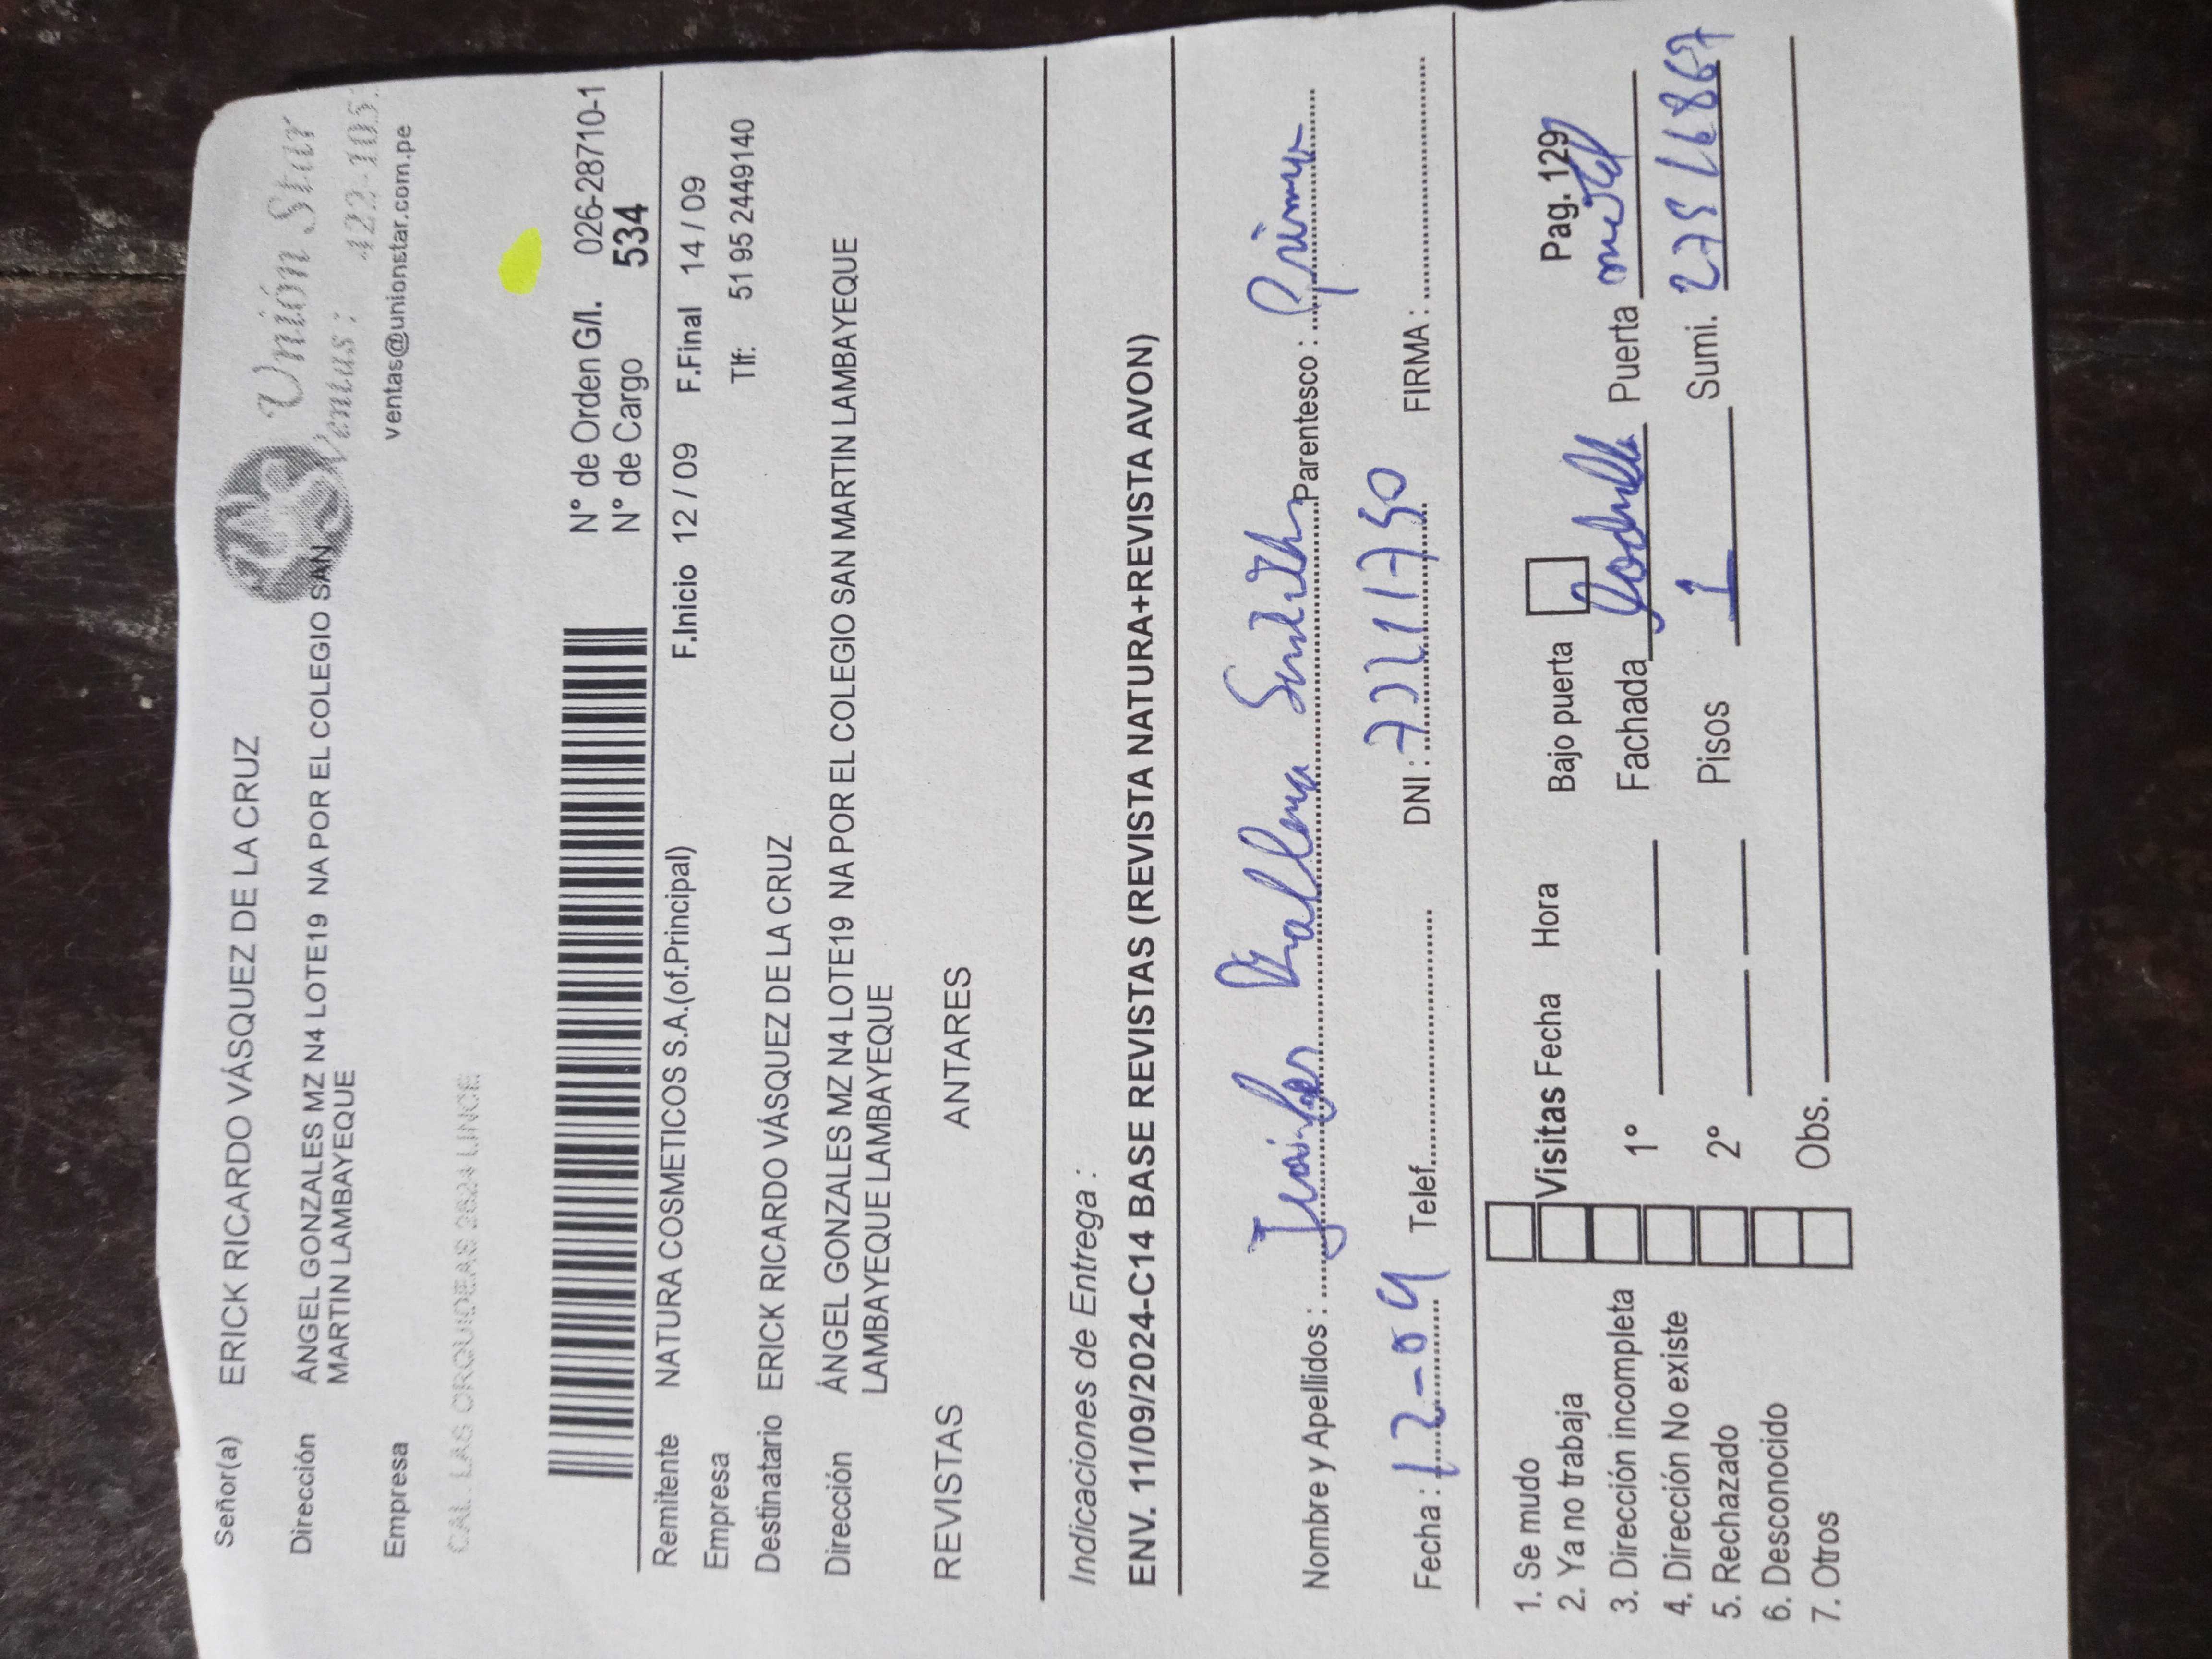 Unión Star
Ventas: 422-105
ventas@unionstar.com.pe
Señor(a) ERICK RICARDO VÁSQUEZ DE LA CRUZ
Dirección ÁNGEL GONZALES MZ N4 LOTE19 NA POR EL COLEGIO SAN
MARTIN LAMBAYEQUE
Empresa
CAL. LAS ORQUIDEAS 2624 LINCE
N° de Orden G/I. 026-28710-1
N° de Cargo 534
Remitente NATURA COSMETICOS S.A.(of.Principal) F.Inicio 12 / 09 F.Final 14 / 09
Empresa Tlf: 51 95 2449140
Destinatario ERICK RICARDO VÁSQUEZ DE LA CRUZ
Dirección ÁNGEL GONZALES MZ N4 LOTE19 NA POR EL COLEGIO SAN MARTIN LAMBAYEQUE
LAMBAYEQUE LAMBAYEQUE
REVISTAS ANTARES
Indicaciones de Entrega :
ENV. 11/09/2024-C14 BASE REVISTAS (REVISTA NATURA+REVISTA AVON)
Nombre y Apellidos : Parentesco : Prima
Fecha : 12-09 Telef. DNI : 72211750 FIRMA :
1. Se mudo
2. Ya no trabaja
3. Dirección incompleta
4. Dirección No existe
5. Rechazado
6. Desconocido
7. Otros
Visitas Fecha Hora Bajo puerta Pag. 129
1° Fachada Ladrillo Puerta metal
2° Pisos 1 Sumi. 27516867
Obs.